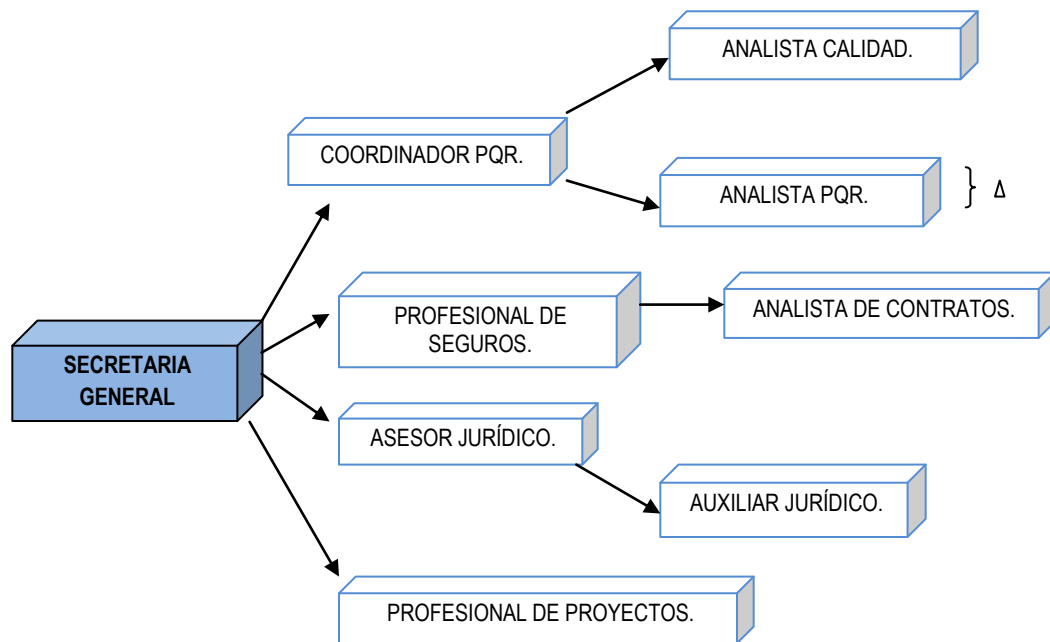 ANALISTA CALIDAD.
COORDINADOR PQR.
ANALISTA PQR.
} Δ
PROFESIONAL DE
SEGUROS.
ANALISTA DE CONTRATOS.
SECRETARIA
GENERAL
ASESOR JURÍDICO.
AUXILIAR JURÍDICO.
PROFESIONAL DE PROYECTOS.